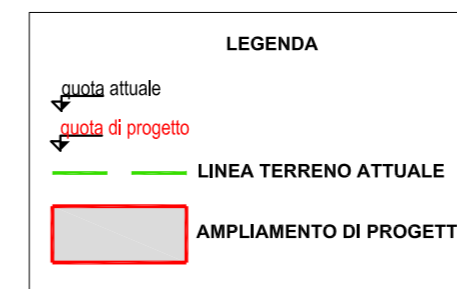 LEGENDA
quota attuale
quota di progetto
LINEA TERRENO ATTUALE
AMPLIAMENTO DI PROGETT